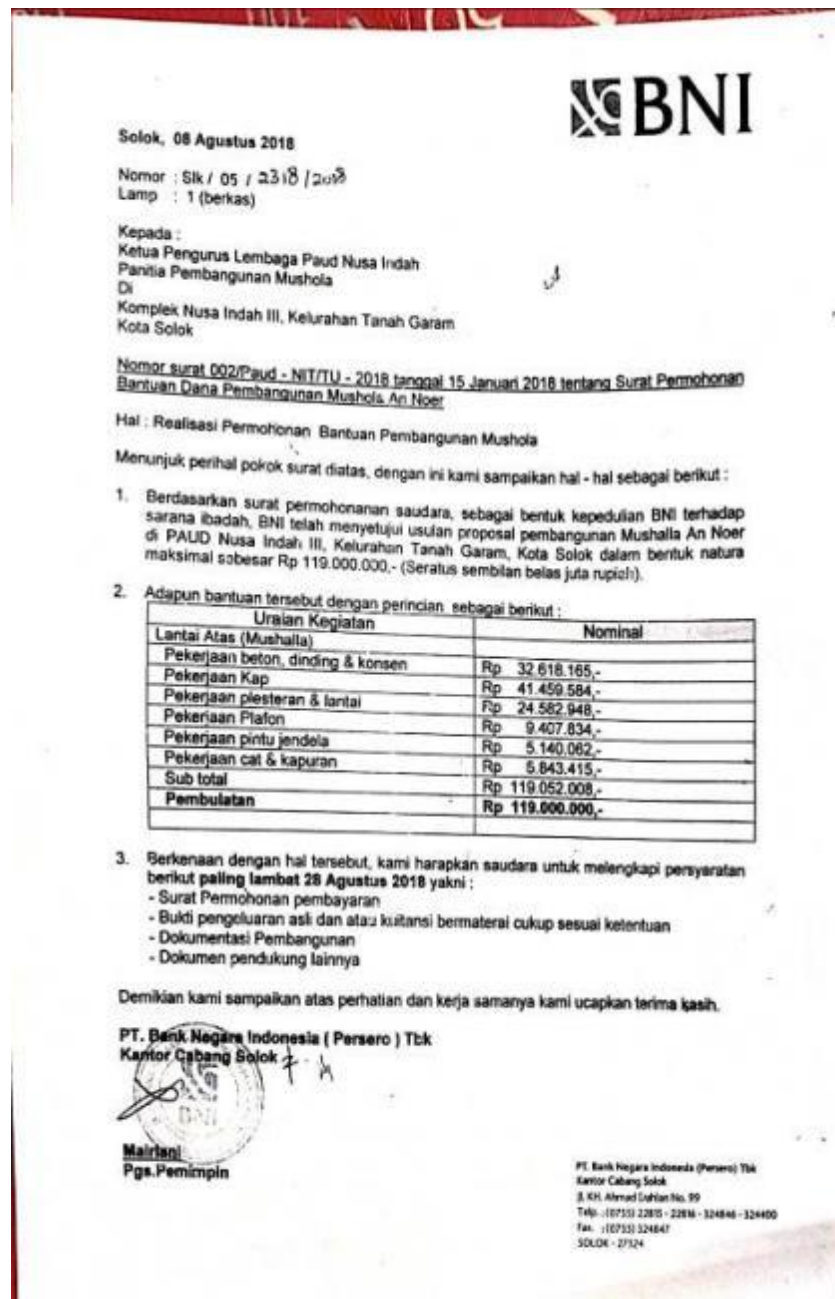 BNI
Solok, 08 Agustus 2018
Nomor : Slk / 05 / 2318 / 2018
Lamp : 1 (berkas)
Kepada :
Ketua Pengurus Lembaga Paud Nusa Indah
Panitia Pembangunan Mushola
Di
Komplek Nusa Indah III, Kelurahan Tanah Garam
Kota Solok
Nomor surat 002/Paud - NIT/TU - 2018 tanggal 15 Januari 2018 tentang Surat Permohonan
Bantuan Dana Pembangunan Mushola An Noer
Hal : Realisasi Permohonan Bantuan Pembangunan Mushola
Menunjuk perihal pokok surat diatas, dengan ini kami sampaikan hal - hal sebagai berikut :
1. Berdasarkan surat permohonanan saudara, sebagai bentuk kepedulian BNI terhadap
sarana ibadah, BNI telah menyetujui usulan proposal pembangunan Mushalla An Noer
di PAUD Nusa Indah III, Kelurahan Tanah Garam, Kota Solok dalam bentuk natura
maksimal sebesar Rp 119.000.000,- (Seratus sembilan belas juta rupiah).
2. Adapun bantuan tersebut dengan perincian sebagai berikut :
Uraian Kegiatan Nominal
Lantai Atas (Mushalla)
Pekerjaan beton, dinding & konsen Rp 32.618.165,-
Pekerjaan Kap Rp 41.459.584,-
Pekerjaan plesteran & lantai Rp 24.582.948,-
Pekerjaan Plafon Rp 9.407.834,-
Pekerjaan pintu jendela Rp 5.140.062,-
Pekerjaan cat & kapuran Rp 5.843.415,-
Sub total Rp 119.052.008,-
Pembulatan Rp 119.000.000,-
3. Berkenaan dengan hal tersebut, kami harapkan saudara untuk melengkapi persyaratan
berikut paling lambat 28 Agustus 2018 yakni :
- Surat Permohonan pembayaran
- Bukti pengeluaran asli dan atau kuitansi bermaterai cukup sesuai ketentuan
- Dokumentasi Pembangunan
- Dokumen pendukung lainnya
Demikian kami sampaikan atas perhatian dan kerja samanya kami ucapkan terima kasih.
PT. Bank Negara Indonesia ( Persero ) Tbk
Kantor Cabang Solok
BNI
Mairiani
Pgs.Pemimpin
PT. Bank Negara Indonesia (Persero) Tbk
Kantor Cabang Solok
Jl. KH. Ahmad Dahlan No. 99
Telp. : (0755) 22815 - 22816 - 324846 - 324400
Fax. : (0755) 324847
SOLOK - 27324